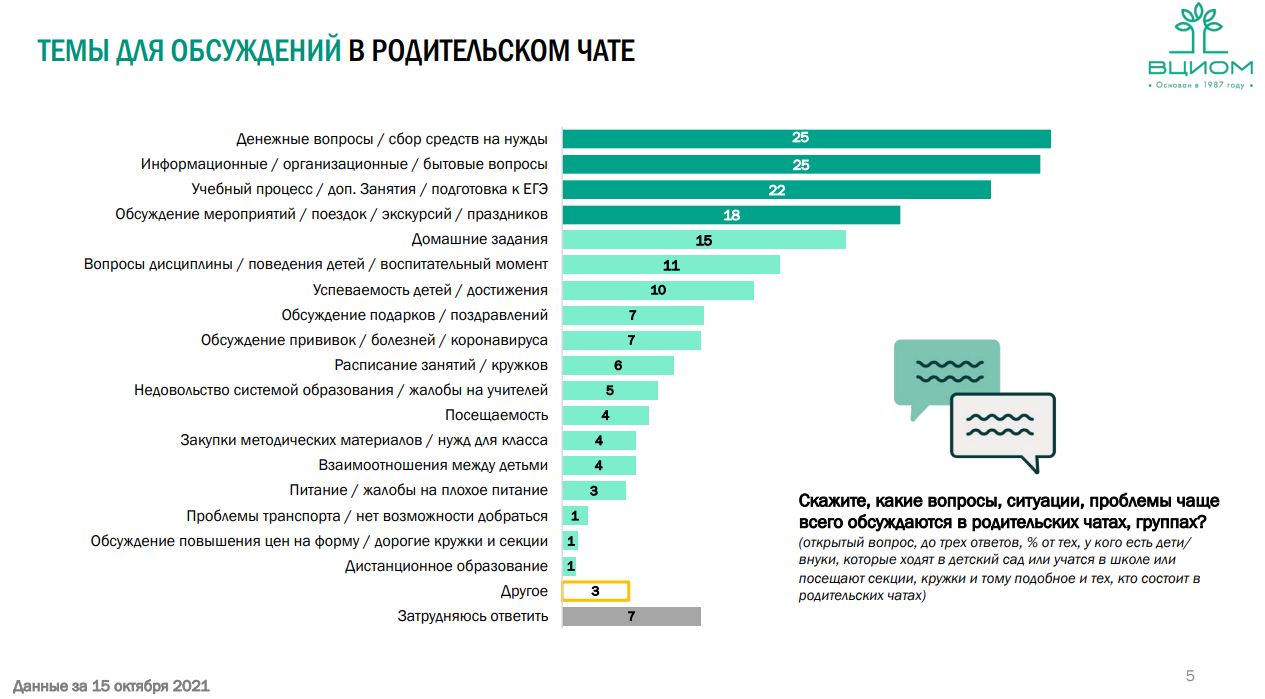 ТЕМЫ ДЛЯ ОБСУЖДЕНИЙ В РОДИТЕЛЬСКОМ ЧАТЕ
ВЦИОМ
• Основан в 1987 году •
Денежные вопросы / сбор средств на нужды 25
Информационные / организационные / бытовые вопросы 25
Учебный процесс / доп. Занятия / подготовка к ЕГЭ 22
Обсуждение мероприятий / поездок / экскурсий / праздников 18
Домашние задания 15
Вопросы дисциплины / поведения детей / воспитательный момент 11
Успеваемость детей / достижения 10
Обсуждение подарков / поздравлений 7
Обсуждение прививок / болезней / коронавируса 7
Расписание занятий / кружков 6
Недовольство системой образования / жалобы на учителей 5
Посещаемость 4
Закупки методических материалов / нужд для класса 4
Взаимоотношения между детьми 4
Питание / жалобы на плохое питание 3
Проблемы транспорта / нет возможности добраться 1
Обсуждение повышения цен на форму / дорогие кружки и секции 1
Дистанционное образование 1
Другое 3
Затрудняюсь ответить 7
Скажите, какие вопросы, ситуации, проблемы чаще
всего обсуждаются в родительских чатах, группах?
(открытый вопрос, до трех ответов, % от тех, у кого есть дети/
внуки, которые ходят в детский сад или учатся в школе или
посещают секции, кружки и тому подобное и тех, кто состоит в
родительских чатах)
Данные за 15 октября 2021
5